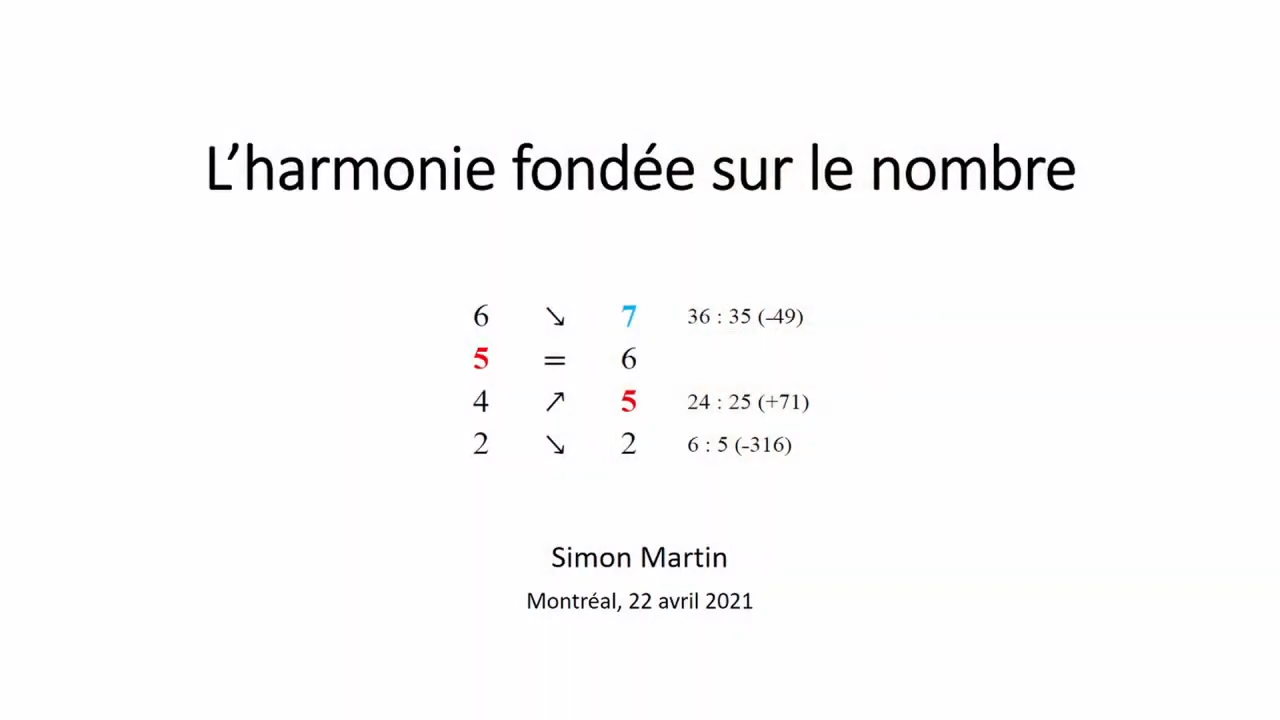 L’harmonie fondée sur le nombre
6 ↘ 7 36 : 35 (-49)
5 = 6
4 ↗ 5 24 : 25 (+71)
2 ↘ 2 6 : 5 (-316)
Simon Martin
Montréal, 22 avril 2021